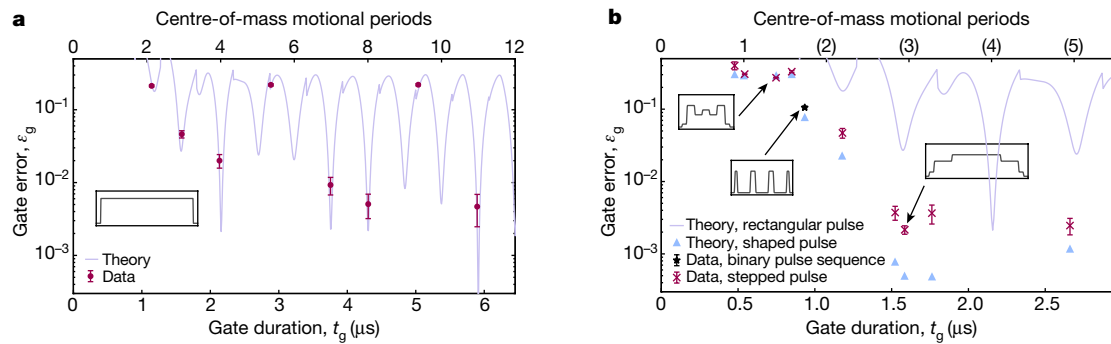 a
Centre-of-mass motional periods
0 2 4 6 8 10 12
Gate error, εg
10⁻¹
10⁻²
10⁻³
Theory
Data
0 1 2 3 4 5 6
Gate duration, tg (μs)
b
Centre-of-mass motional periods
0 1 (2) (3) (4) (5)
Gate error, εg
10⁻¹
10⁻²
10⁻³
Theory, rectangular pulse
Theory, shaped pulse
Data, binary pulse sequence
Data, stepped pulse
0 0.5 1.0 1.5 2.0 2.5
Gate duration, tg (μs)